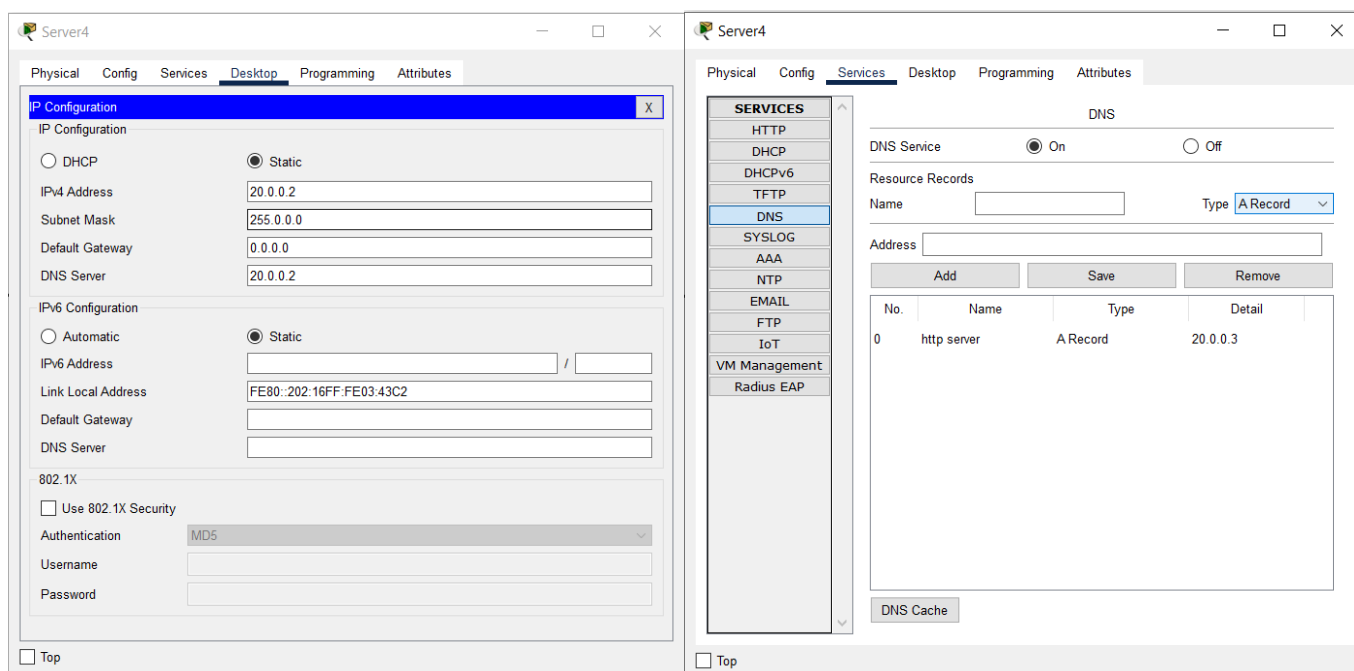 Server4
Physical Config Services Desktop Programming Attributes
IP Configuration X
IP Configuration
DHCP Static
IPv4 Address 20.0.0.2
Subnet Mask 255.0.0.0
Default Gateway 0.0.0.0
DNS Server 20.0.0.2
IPv6 Configuration
Automatic Static
IPv6 Address /
Link Local Address FE80::202:16FF:FE03:43C2
Default Gateway
DNS Server
802.1X
Use 802.1X Security
Authentication MD5
Username
Password
Top
Server4
Physical Config Services Desktop Programming Attributes
SERVICES
HTTP
DHCP
DHCPv6
TFTP
DNS
SYSLOG
AAA
NTP
EMAIL
FTP
IoT
VM Management
Radius EAP
DNS
DNS Service On Off
Resource Records
Name Type A Record
Address
Add Save Remove
No. Name Type Detail
0 http server A Record 20.0.0.3
DNS Cache
Top